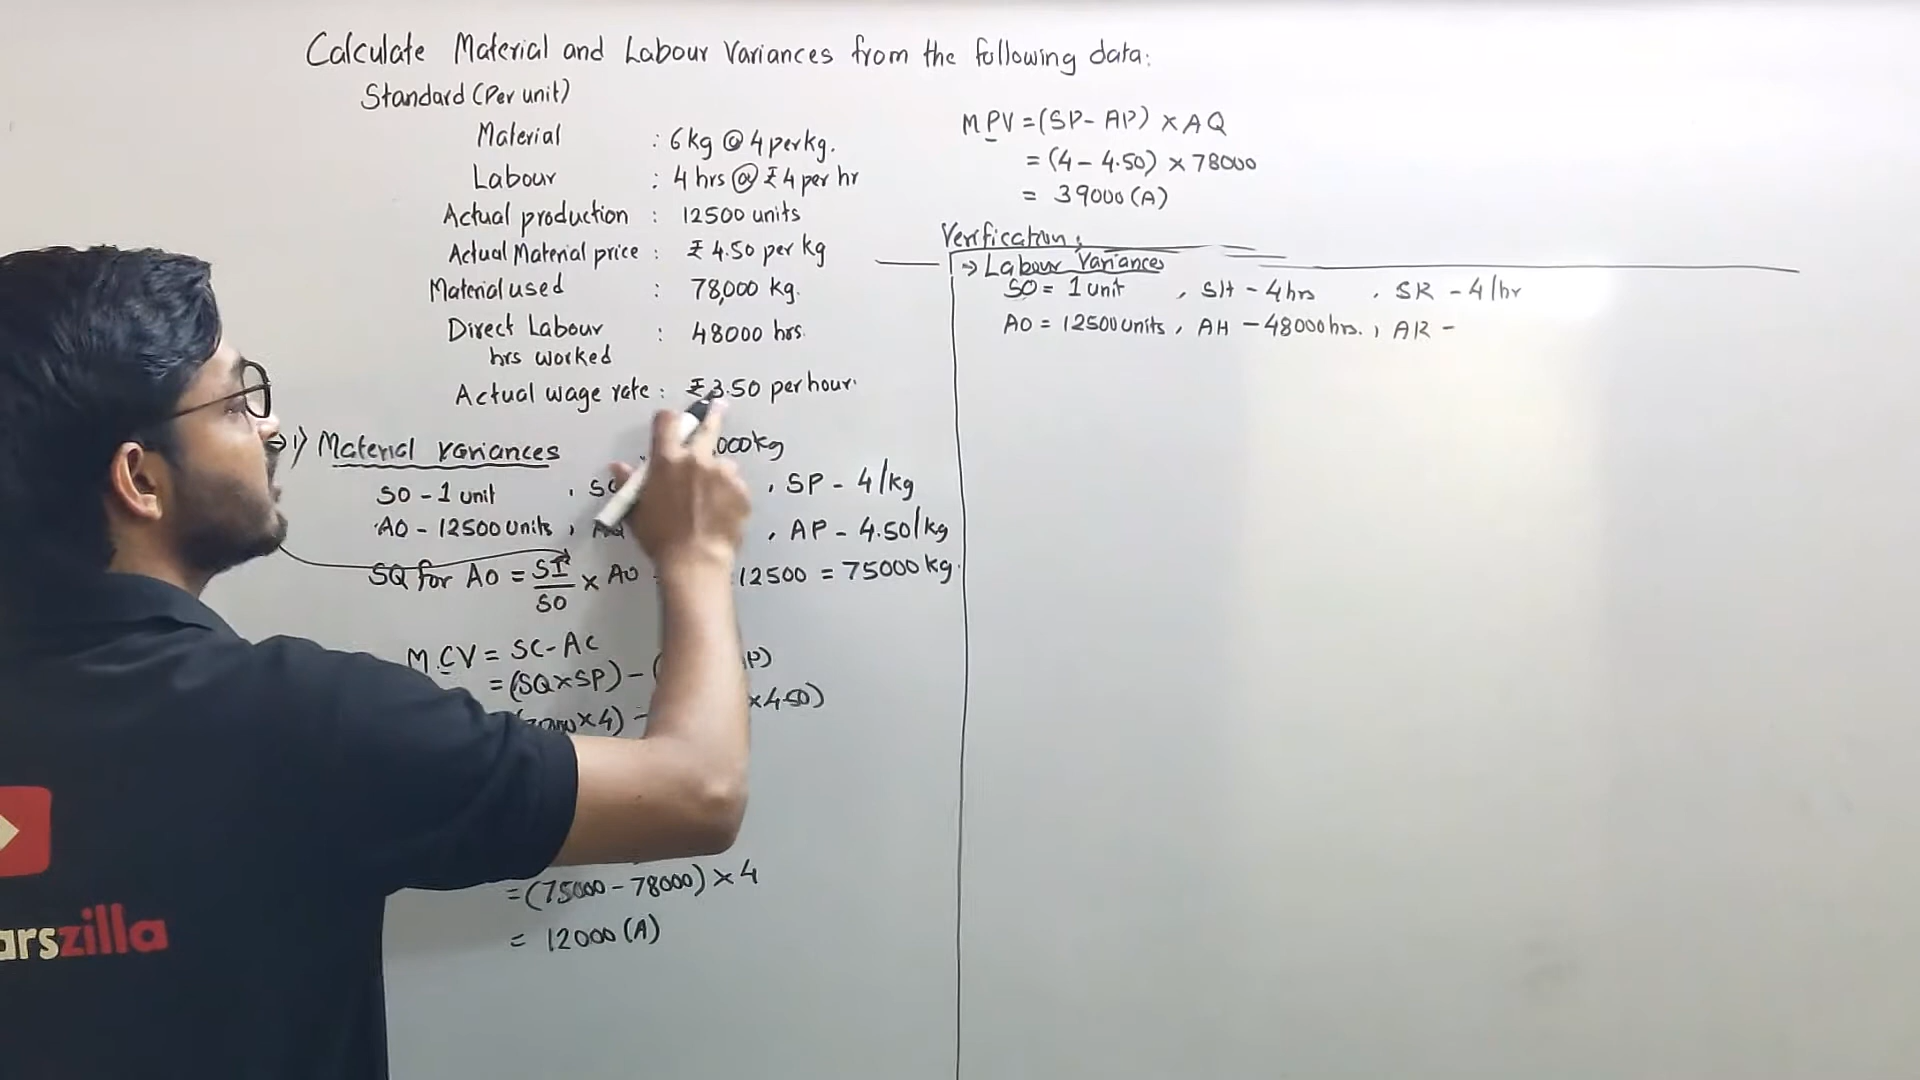 Calculate Material and Labour Variances from the following data:
Standard (Per unit)
Material : 6kg @ 4 per kg.
Labour : 4 hrs @ ₹4 per hr
Actual production : 12500 units
Actual Material price : ₹ 4.50 per kg
Material used : 78,000 kg.
Direct Labour : 48000 hrs.
hrs worked
Actual wage rate : ₹3.50 per hour.
→ 1) Material variances 000kg
SO - 1 unit , SP - 4/kg
AO - 12500 units , AQ , AP - 4.50/kg
SQ for AO = SI/SO × AO 12500 = 75000 kg.
MCV = SC - AC
= (SQ×SP) - ( P)
×4) - ×4.50)
= (75000 - 78000) × 4
= 12000 (A)
MPV = (SP - AP) × AQ
= (4 - 4.50) × 78000
= 39000 (A)
Verification:
→ Labour Variances
SO = 1 unit , SH - 4hrs , SR - 4/hr
AO = 12500 units, AH - 48000hrs. , AR -
arszilla